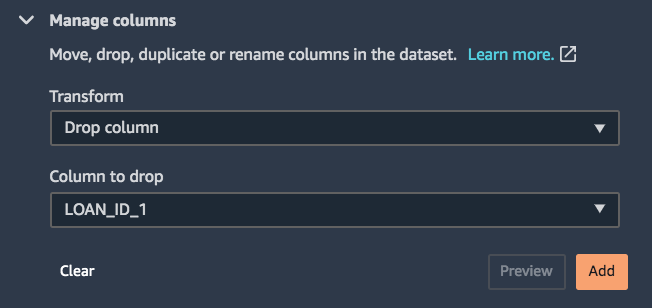 Manage columns
Move, drop, duplicate or rename columns in the dataset. Learn more.
Transform
Drop column
Column to drop
LOAN_ID_1
Clear Preview Add